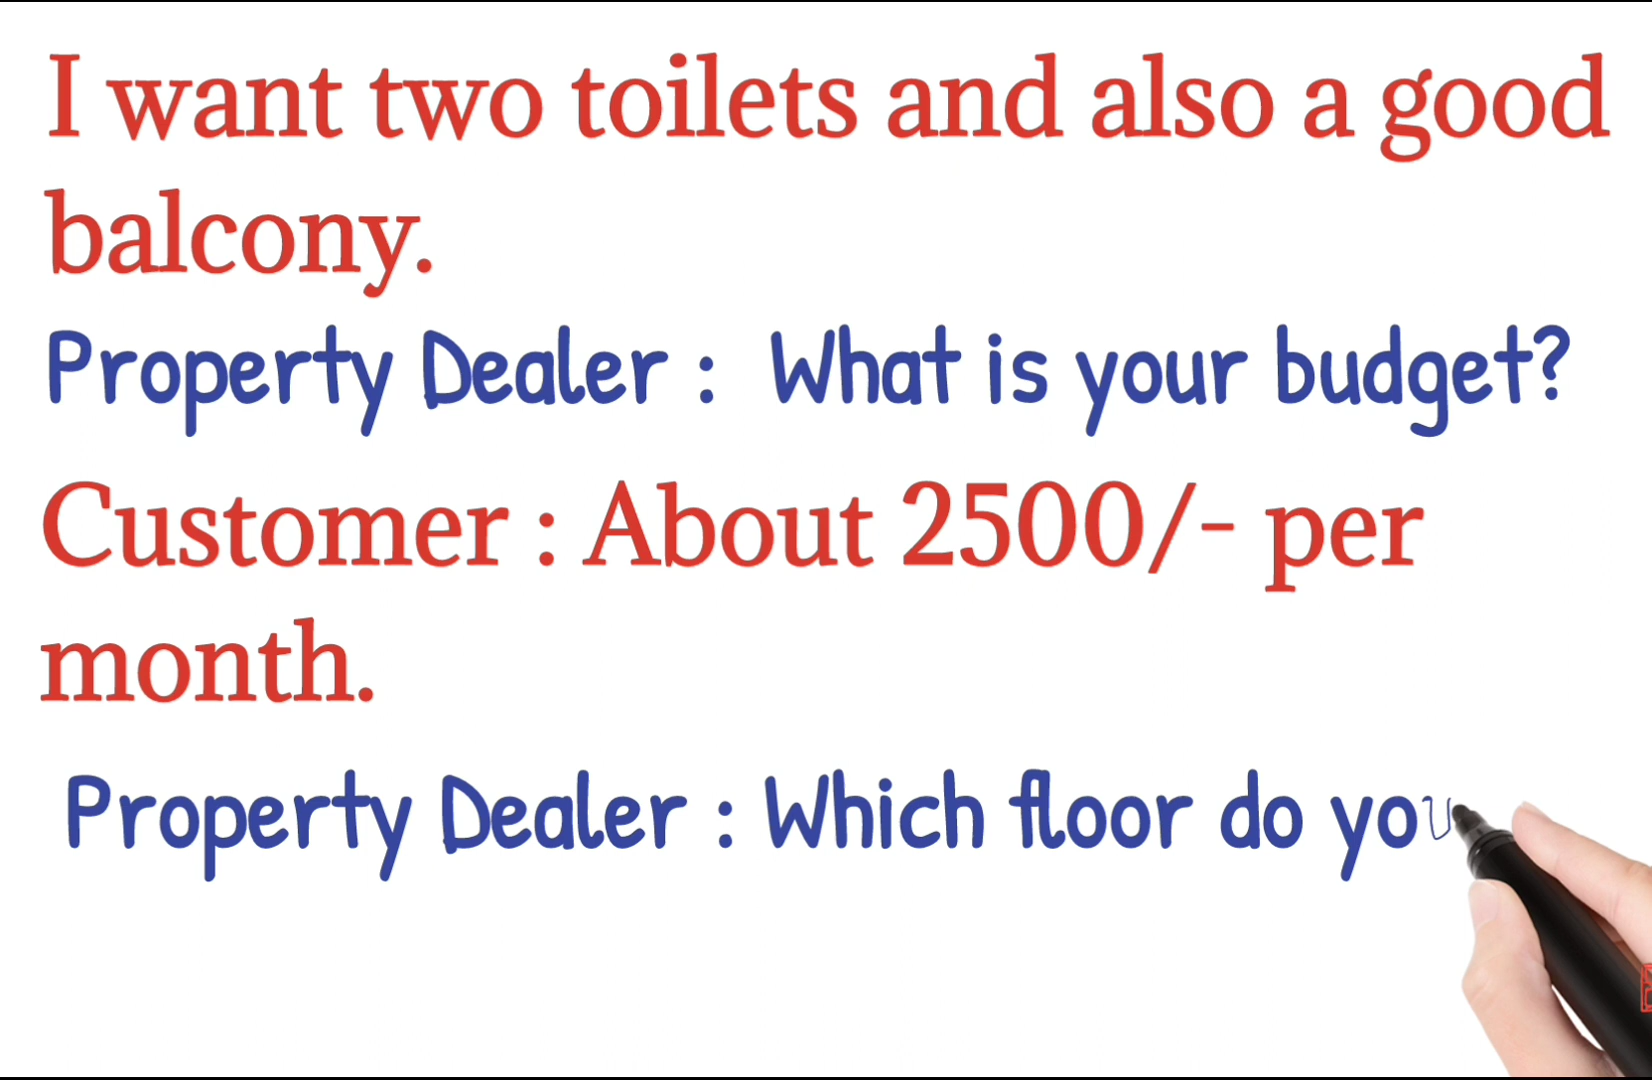 I want two toilets and also a good
balcony.
Property Dealer : What is your budget?
Customer : About 2500/- per
month.
Property Dealer : Which floor do you